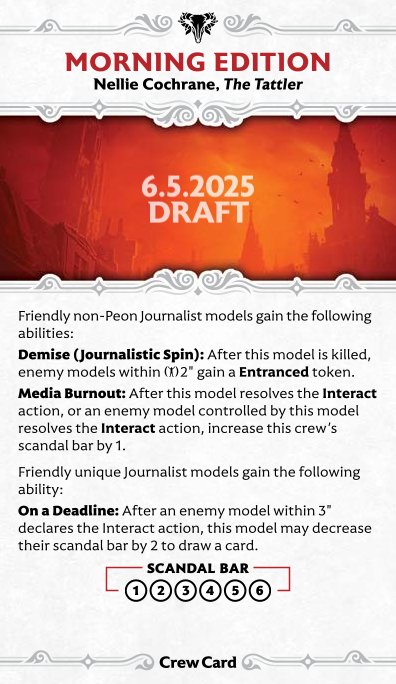 MORNING EDITION
Nellie Cochrane, The Tattler
6.5.2025
DRAFT
Friendly non-Peon Journalist models gain the following
abilities:
Demise (Journalistic Spin): After this model is killed,
enemy models within 2" gain a Entranced token.
Media Burnout: After this model resolves the Interact
action, or an enemy model controlled by this model
resolves the Interact action, increase this crew's
scandal bar by 1.
Friendly unique Journalist models gain the following
ability:
On a Deadline: After an enemy model within 3"
declares the Interact action, this model may decrease
their scandal bar by 2 to draw a card.
SCANDAL BAR
1 2 3 4 5 6
Crew Card